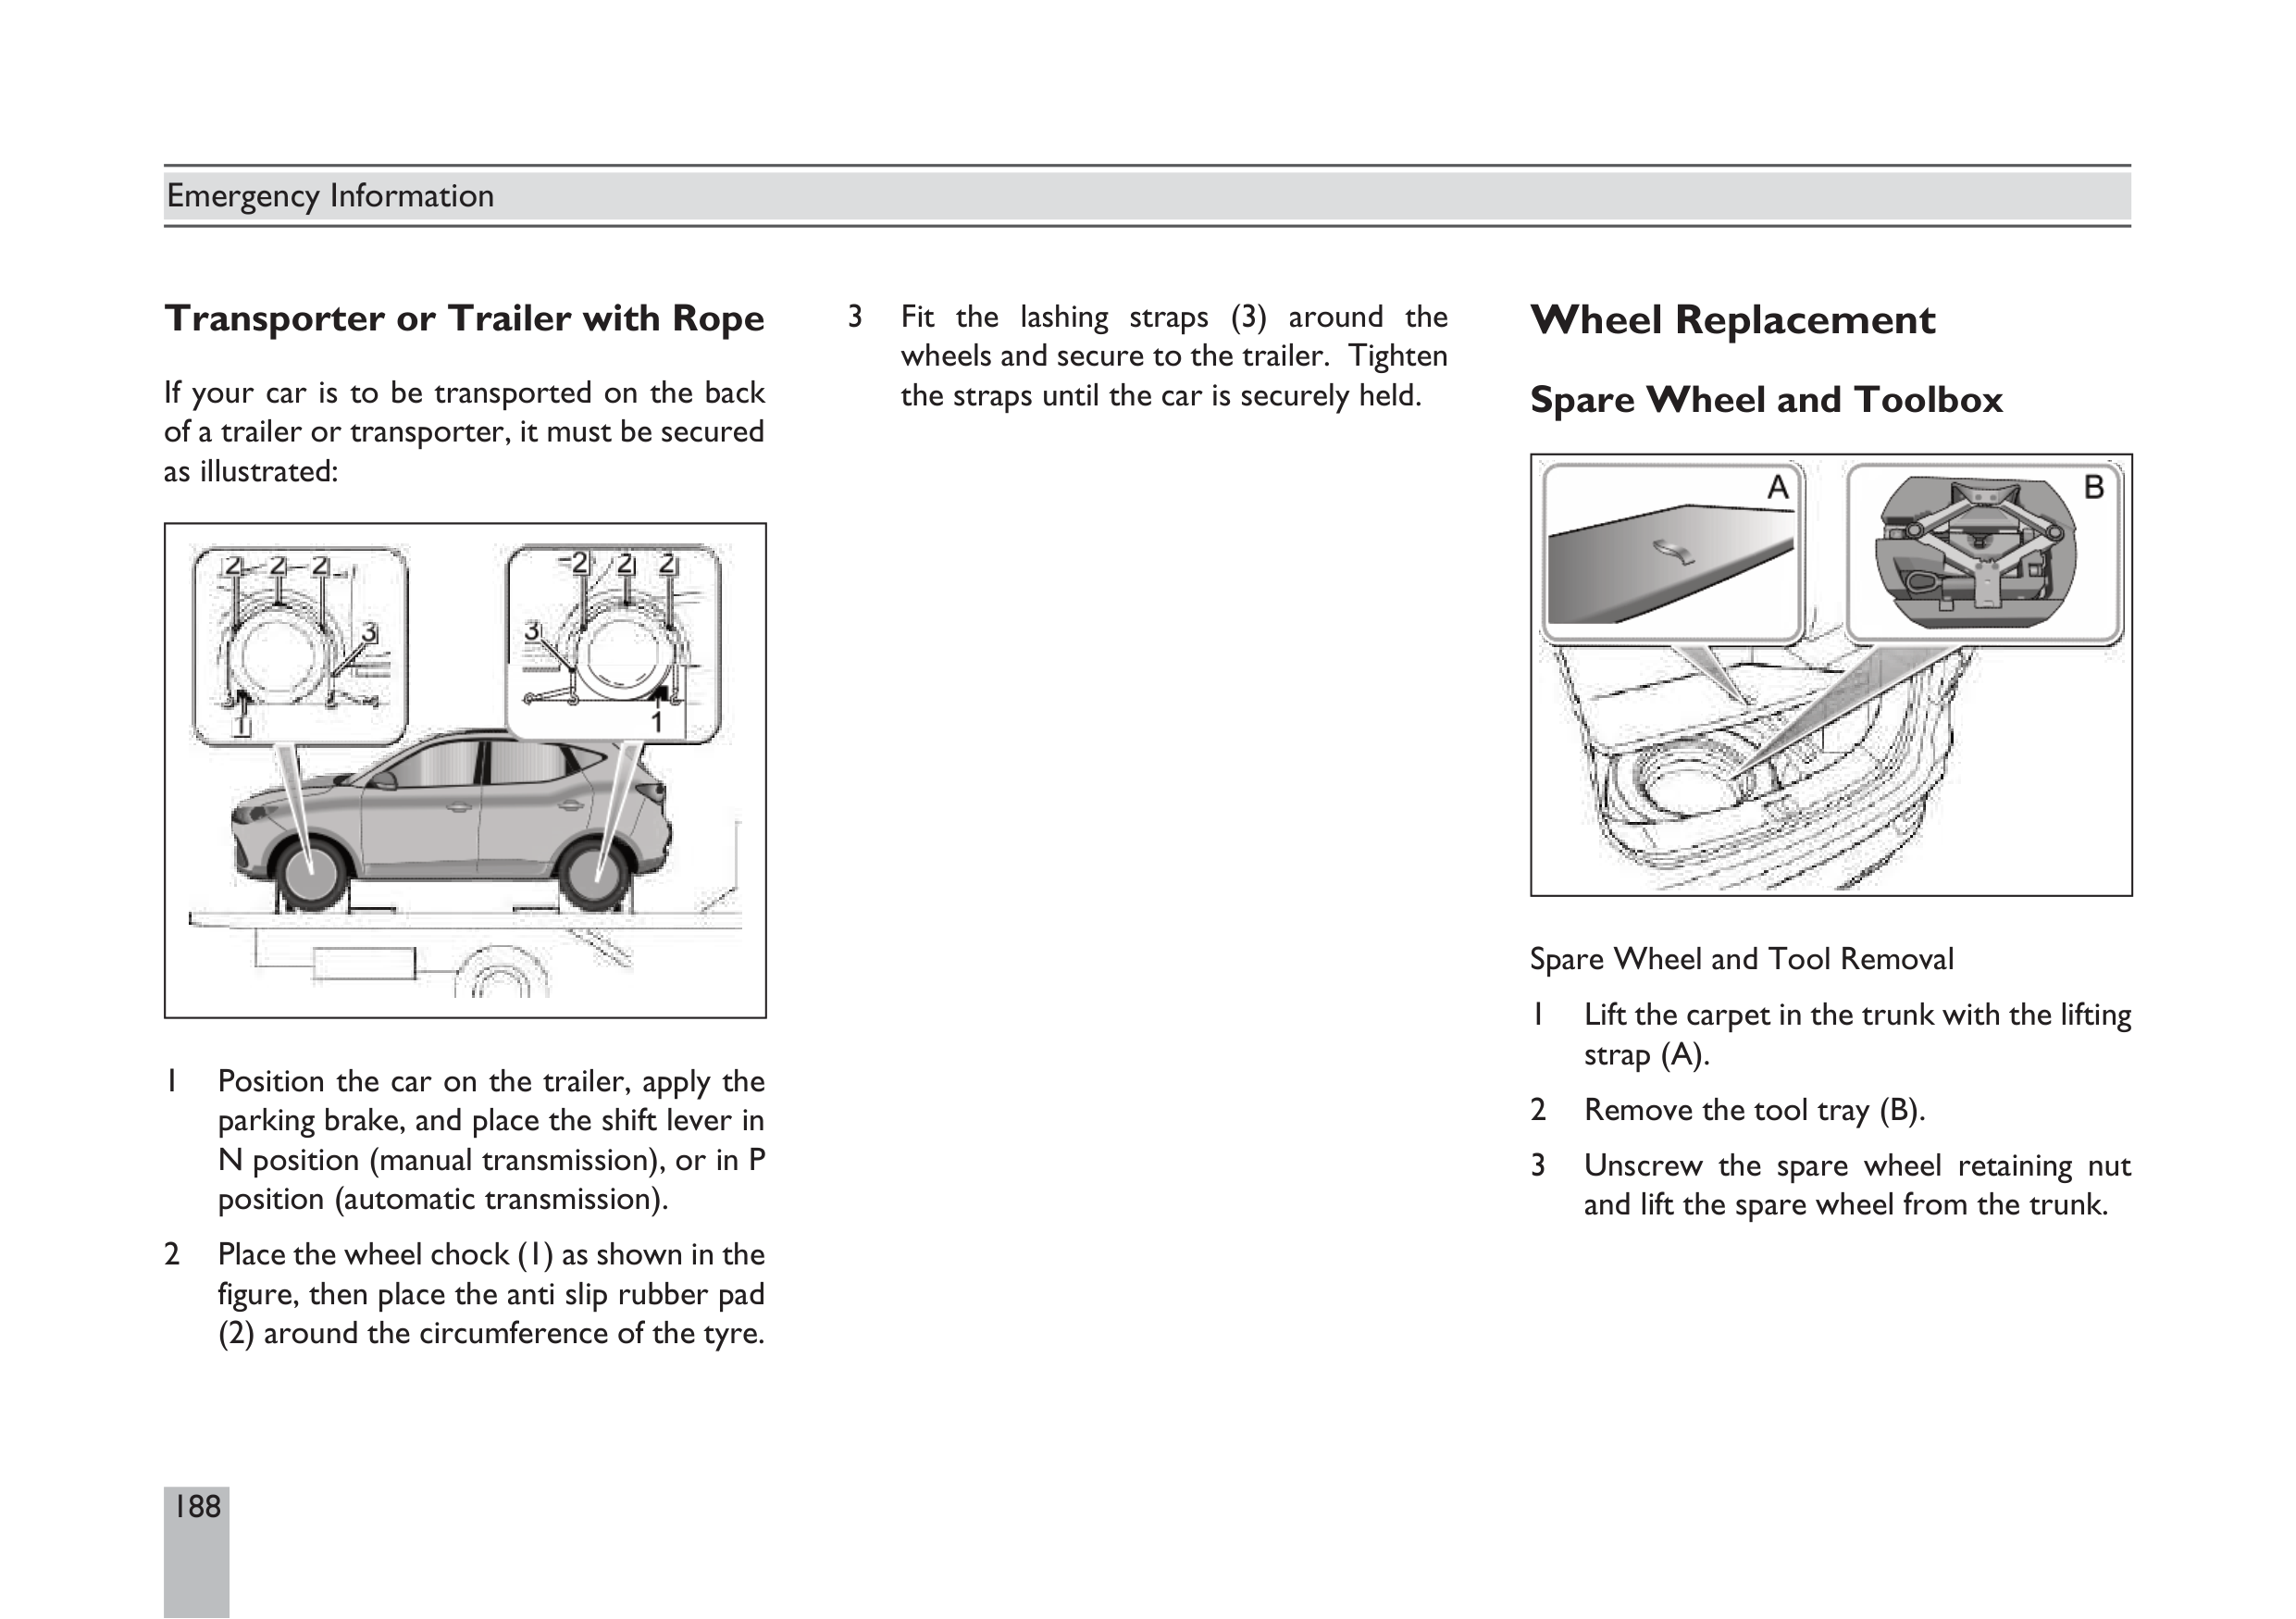 Emergency Information
Transporter or Trailer with Rope
If your car is to be transported on the back
of a trailer or transporter, it must be secured
as illustrated:
2 2 2
3
1
2 2 2
3
1
1 Position the car on the trailer, apply the
parking brake, and place the shift lever in
N position (manual transmission), or in P
position (automatic transmission).
2 Place the wheel chock (1) as shown in the
figure, then place the anti slip rubber pad
(2) around the circumference of the tyre.
3 Fit the lashing straps (3) around the
wheels and secure to the trailer. Tighten
the straps until the car is securely held.
Wheel Replacement
Spare Wheel and Toolbox
A
B
Spare Wheel and Tool Removal
1 Lift the carpet in the trunk with the lifting
strap (A).
2 Remove the tool tray (B).
3 Unscrew the spare wheel retaining nut
and lift the spare wheel from the trunk.
188